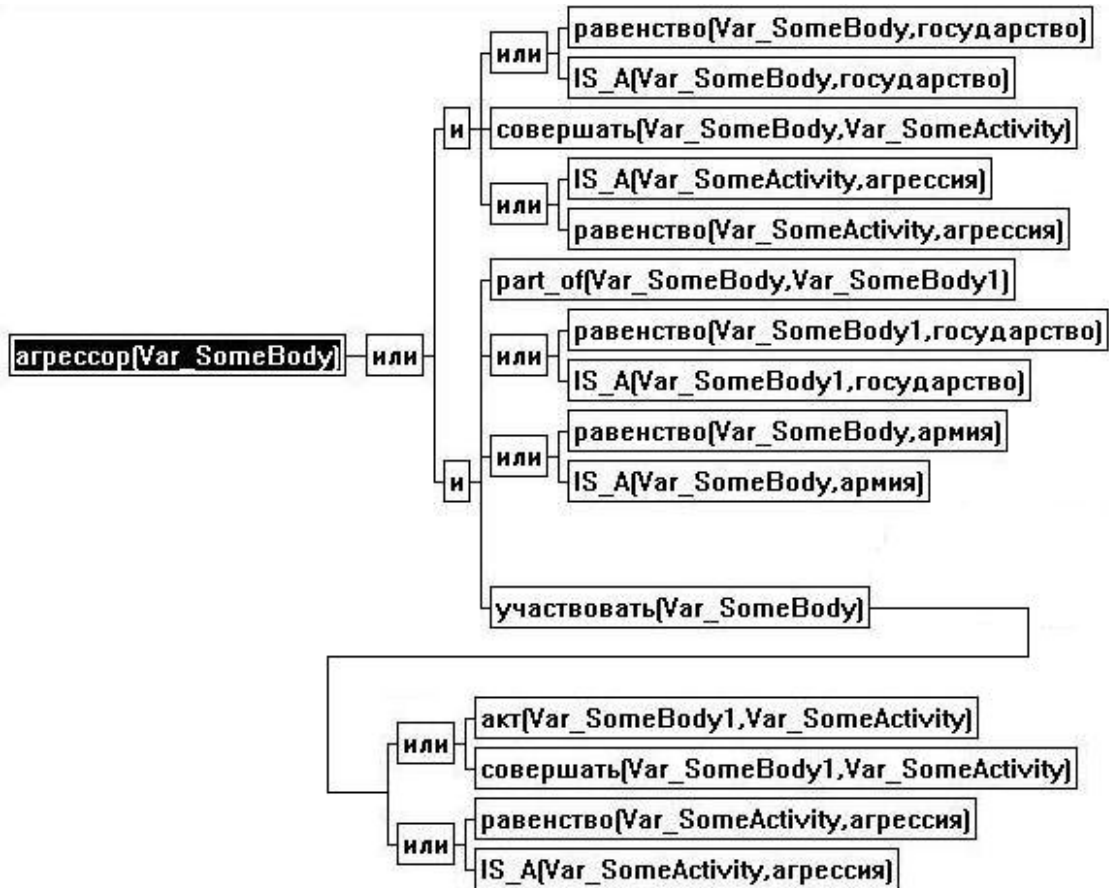 равенство(Var_SomeBody,государство)
или
IS_A(Var_SomeBody,государство)
и
совершать(Var_SomeBody,Var_SomeActivity)
IS_A(Var_SomeActivity,агрессия)
или
равенство(Var_SomeActivity,агрессия)
part_of(Var_SomeBody,Var_SomeBody1)
агрессор(Var_SomeBody)
или
равенство(Var_SomeBody1,государство)
или
IS_A(Var_SomeBody1,государство)
равенство(Var_SomeBody,армия)
или
и
IS_A(Var_SomeBody,армия)
участвовать(Var_SomeBody)
акт(Var_SomeBody1,Var_SomeActivity)
или
совершать(Var_SomeBody1,Var_SomeActivity)
равенство(Var_SomeActivity,агрессия)
или
IS_A(Var_SomeActivity,агрессия)